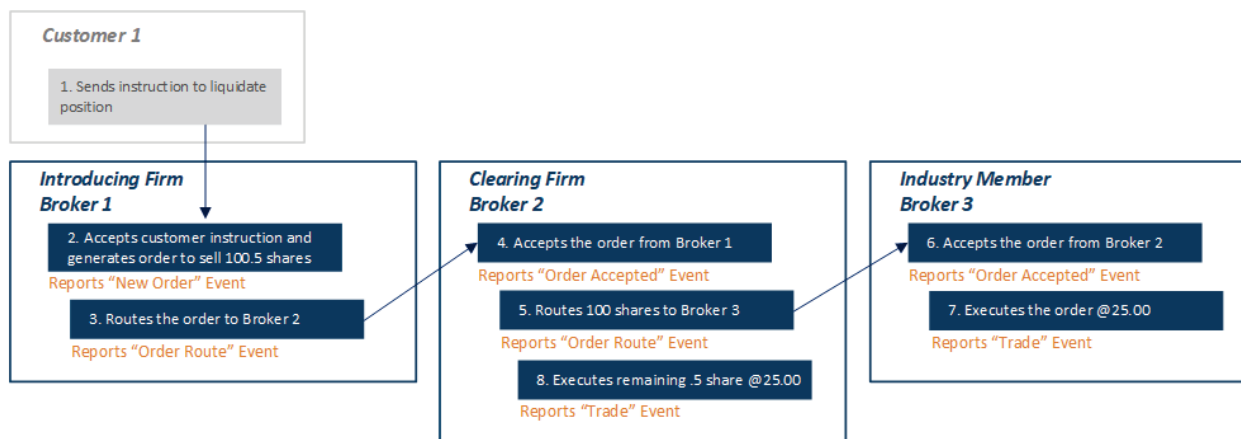 Customer 1
1. Sends instruction to liquidate
position
Introducing Firm
Broker 1
2. Accepts customer instruction and
generates order to sell 100.5 shares
Reports “New Order” Event
3. Routes the order to Broker 2
Reports “Order Route” Event
Clearing Firm
Broker 2
4. Accepts the order from Broker 1
Reports “Order Accepted” Event
5. Routes 100 shares to Broker 3
Reports “Order Route” Event
8. Executes remaining .5 share @25.00
Reports “Trade” Event
Industry Member
Broker 3
6. Accepts the order from Broker 2
Reports “Order Accepted” Event
7. Executes the order @25.00
Reports “Trade” Event